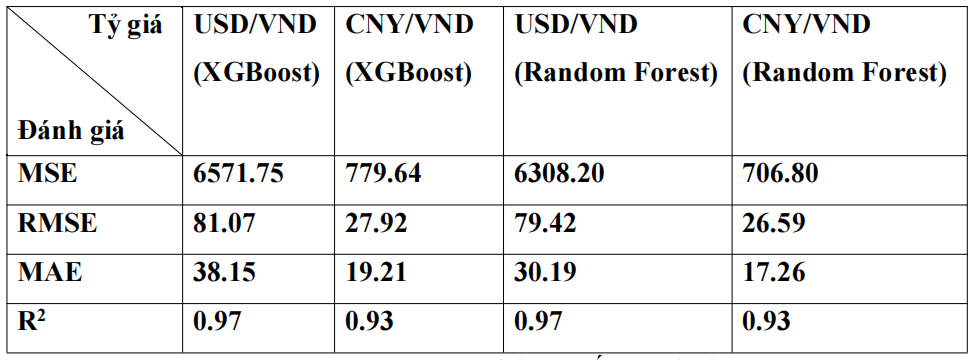 Tỷ giá USD/VND CNY/VND USD/VND CNY/VND
(XGBoost) (XGBoost) (Random Forest) (Random Forest)
Đánh giá
MSE 6571.75 779.64 6308.20 706.80
RMSE 81.07 27.92 79.42 26.59
MAE 38.15 19.21 30.19 17.26
R² 0.97 0.93 0.97 0.93